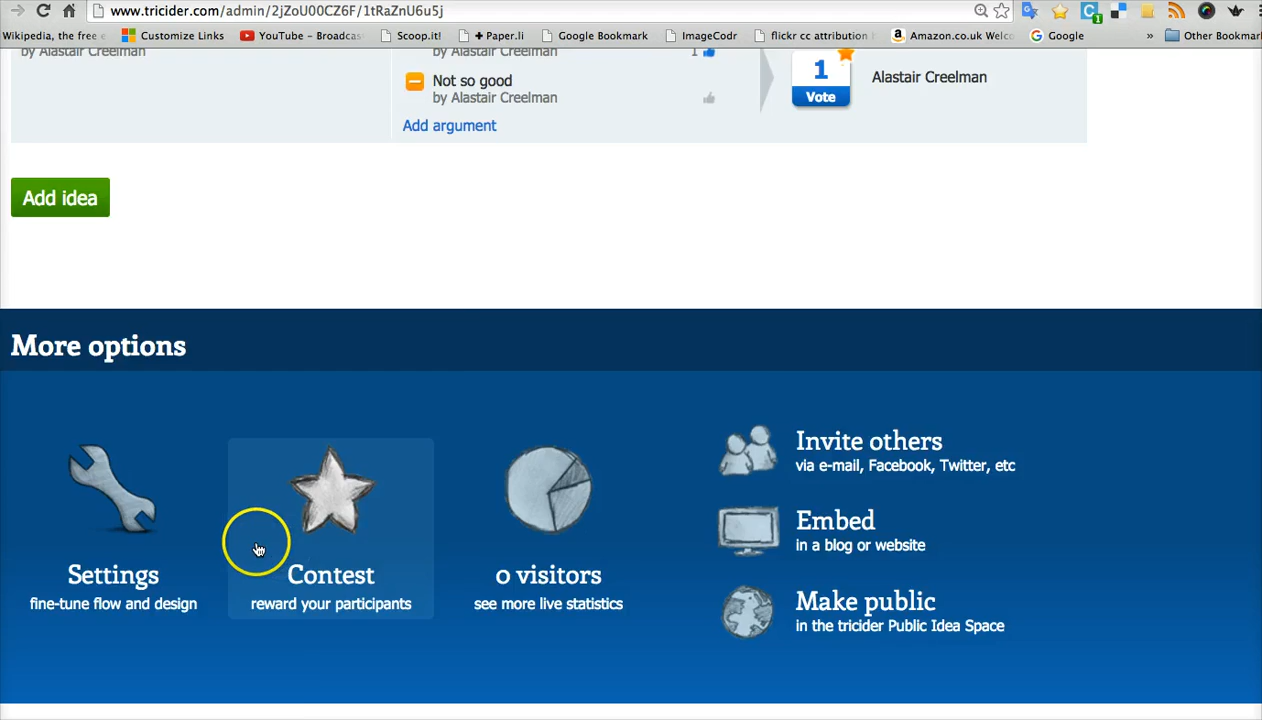 www.tricider.com/admin/2jZoU00CZ6F/1tRaZnU6u5j
Wikipedia, the free e Customize Links YouTube – Broadcas Scoop.it! + Paper.li Google Bookmark ImageCodr flickr cc attribution Amazon.co.uk Welc Google » Other Bookmar
by Alastair Creelman
by Alastair Creelman 1
Not so good
by Alastair Creelman
Add argument
1
Vote
Alastair Creelman
Add idea
More options
Settings
fine-tune flow and design
Contest
reward your participants
0 visitors
see more live statistics
Invite others
via e-mail, Facebook, Twitter, etc
Embed
in a blog or website
Make public
in the tricider Public Idea Space